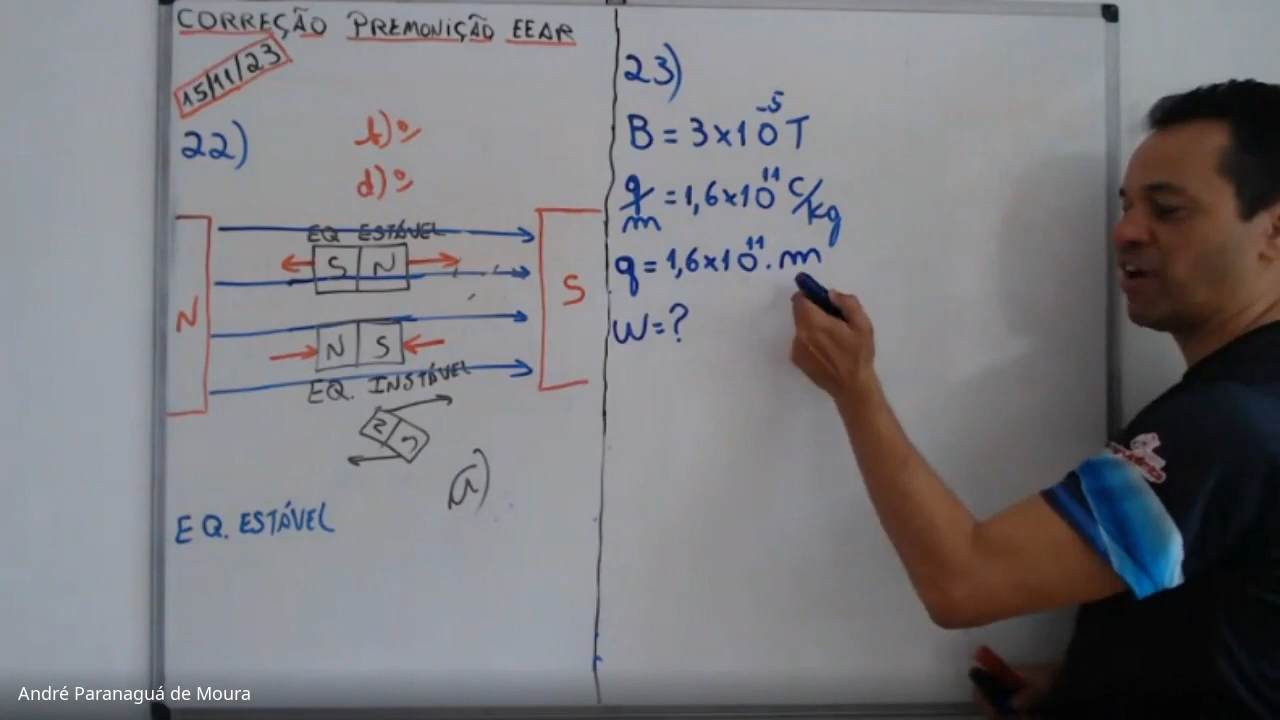 CORREÇÃO PREMONIÇÃO EEAR
15/11/23
22)
b)
d)
EQ ESTÁVEL
S N
N
S
N S
EQ. INSTÁVEL
a)
EQ. ESTÁVEL
23)
B = 3×10⁻⁵ T
q/m = 1,6×10¹¹ C/kg
q = 1,6×10¹¹ . m
W = ?
André Paranaguá de Moura